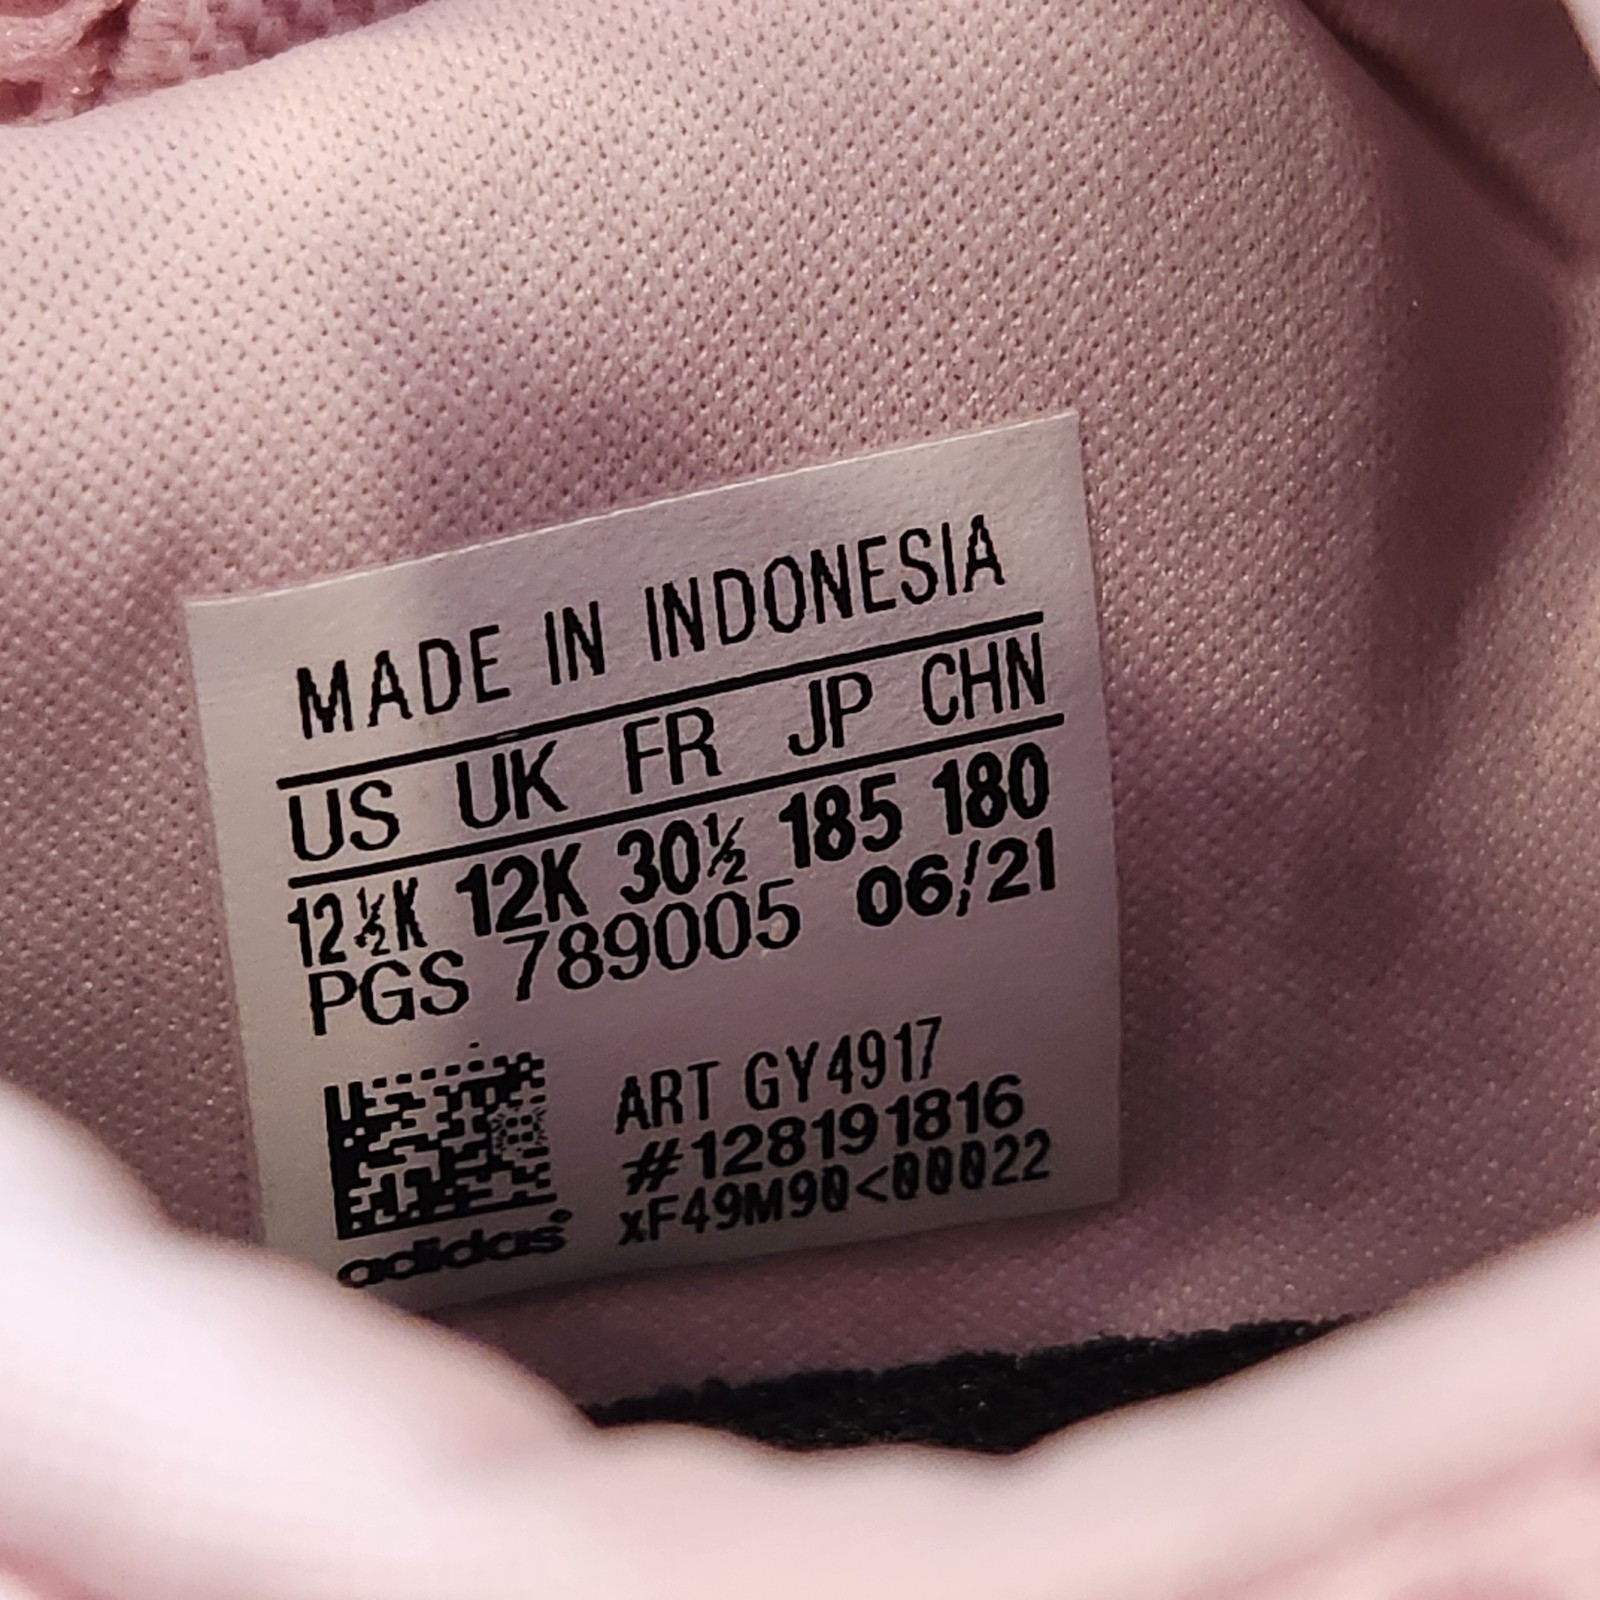 MADE IN INDONESIA
US UK FR JP CHN
12½K 12K 30½ 185 180
PGS 789005 06/21
ART GY4917
#128191816
xF49M90<00022
adidas